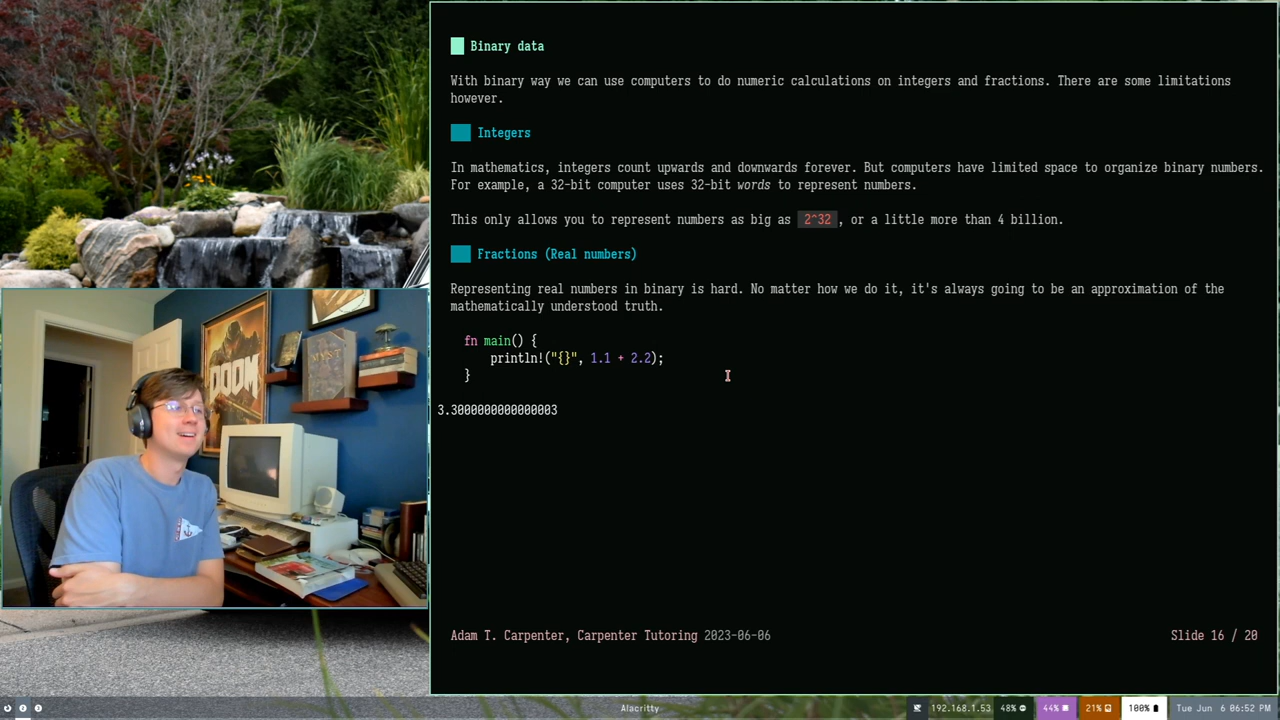 Binary data
With binary way we can use computers to do numeric calculations on integers and fractions. There are some limitations
however.
Integers
In mathematics, integers count upwards and downwards forever. But computers have limited space to organize binary numbers.
For example, a 32-bit computer uses 32-bit words to represent numbers.
This only allows you to represent numbers as big as 2^32, or a little more than 4 billion.
Fractions (Real numbers)
Representing real numbers in binary is hard. No matter how we do it, it's always going to be an approximation of the
mathematically understood truth.
fn main() {
println!("{}", 1.1 + 2.2);
}
3.3000000000000003
Adam T. Carpenter, Carpenter Tutoring 2023-06-06
Slide 16 / 20
DOOM
MYST
Alacritty
192.168.1.53 48% 44% 21% 100% Tue Jun 6 06:52 PM